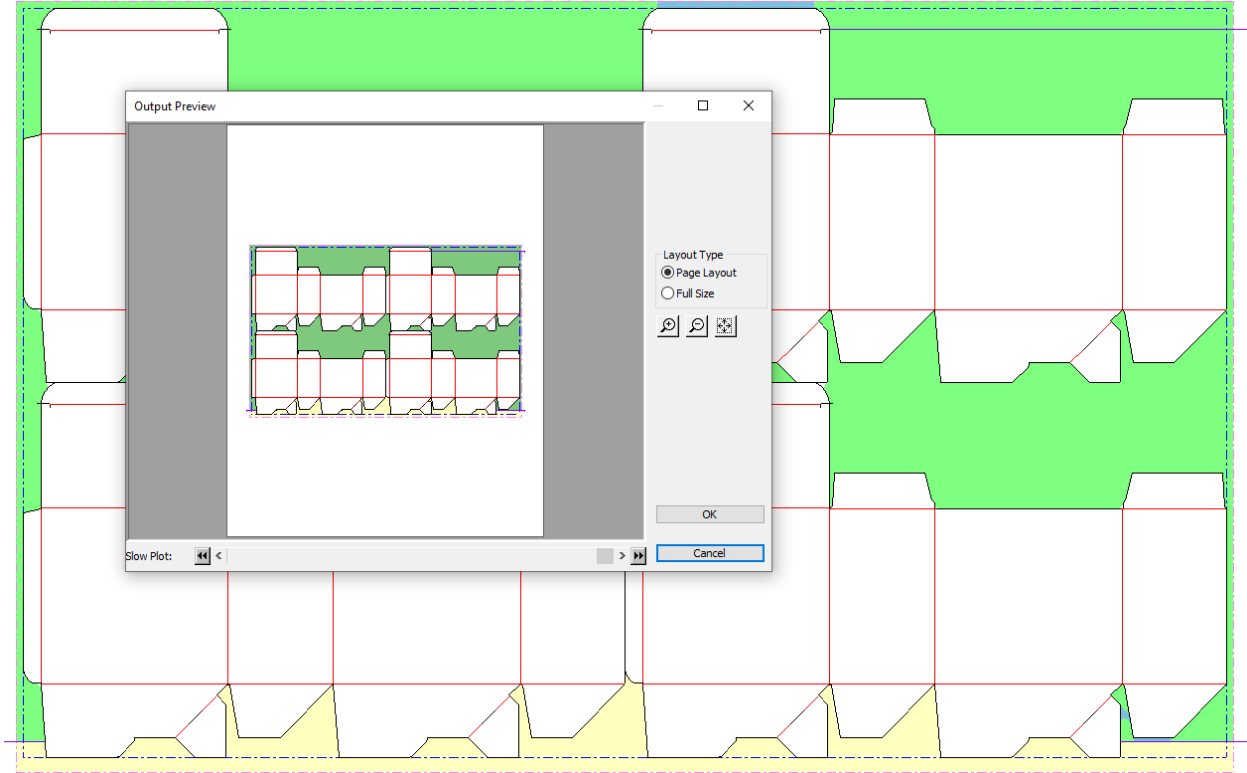 Output Preview
Layout Type
Page Layout
Full Size
OK
Slow Plot:
Cancel